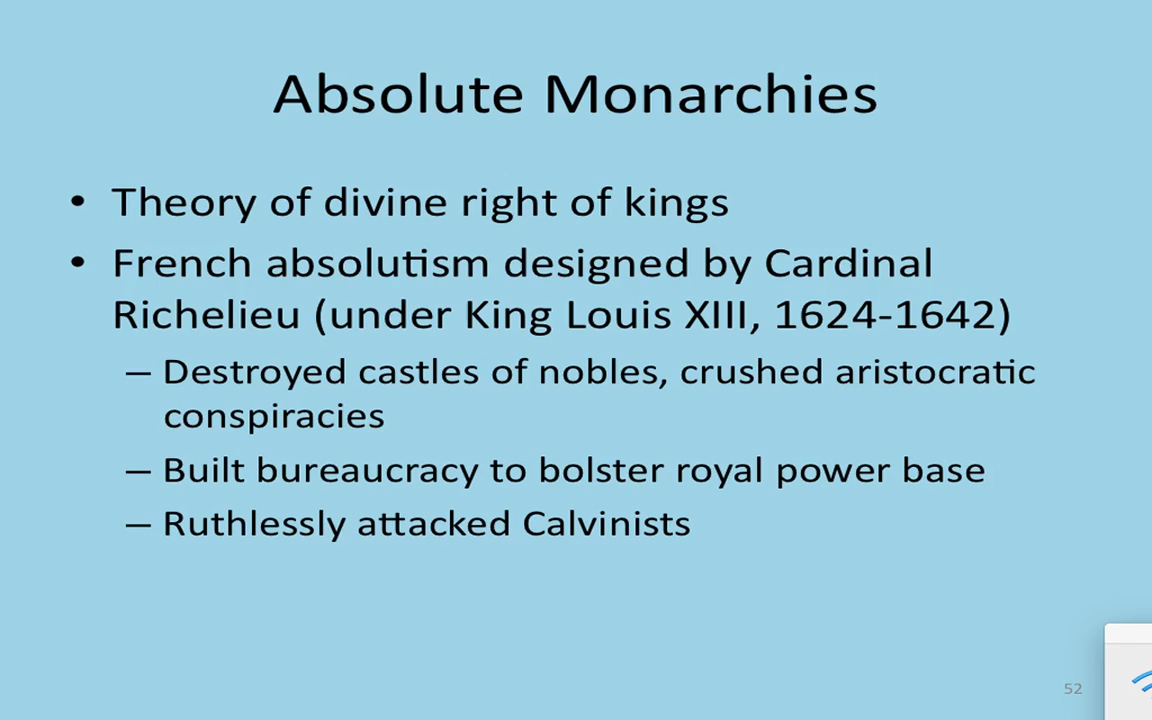 Absolute Monarchies
• Theory of divine right of kings
• French absolutism designed by Cardinal
Richelieu (under King Louis XIII, 1624-1642)
– Destroyed castles of nobles, crushed aristocratic
conspiracies
– Built bureaucracy to bolster royal power base
– Ruthlessly attacked Calvinists
52